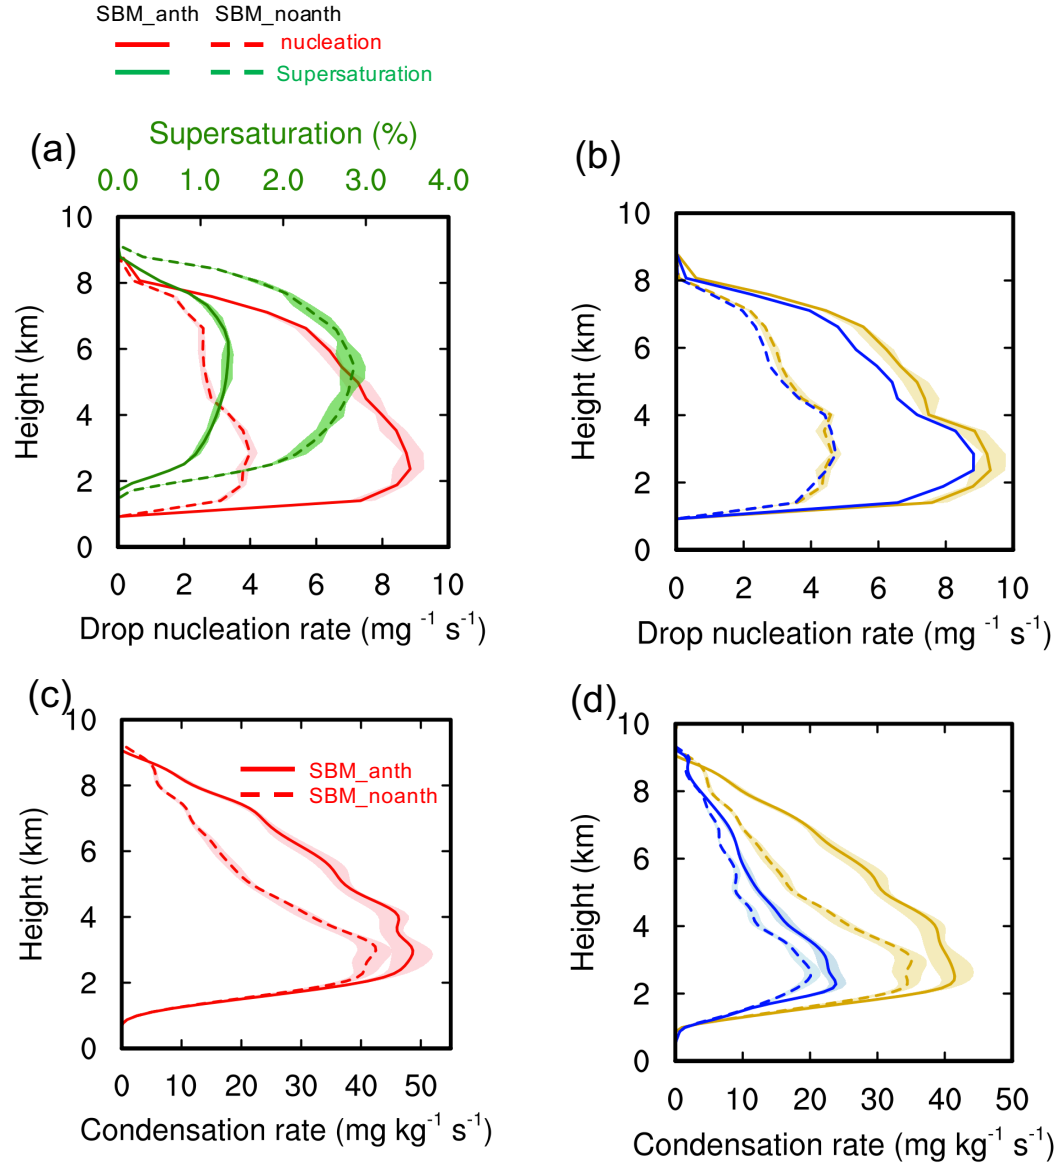 SBM_anth SBM_noanth
nucleation
Supersaturation
(a)
Supersaturation (%)
0.0 1.0 2.0 3.0 4.0
10
8
6
4
2
0
Height (km)
0 2 4 6 8 10
Drop nucleation rate (mg -1 s-1)
(b)
10
8
6
4
2
0
Height (km)
0 2 4 6 8 10
Drop nucleation rate (mg -1 s-1)
(c)
10
8
6
4
2
0
Height (km)
SBM_anth
SBM_noanth
0 10 20 30 40 50
Condensation rate (mg kg-1 s-1)
(d)
10
8
6
4
2
0
Height (km)
0 10 20 30 40 50
Condensation rate (mg kg-1 s-1)